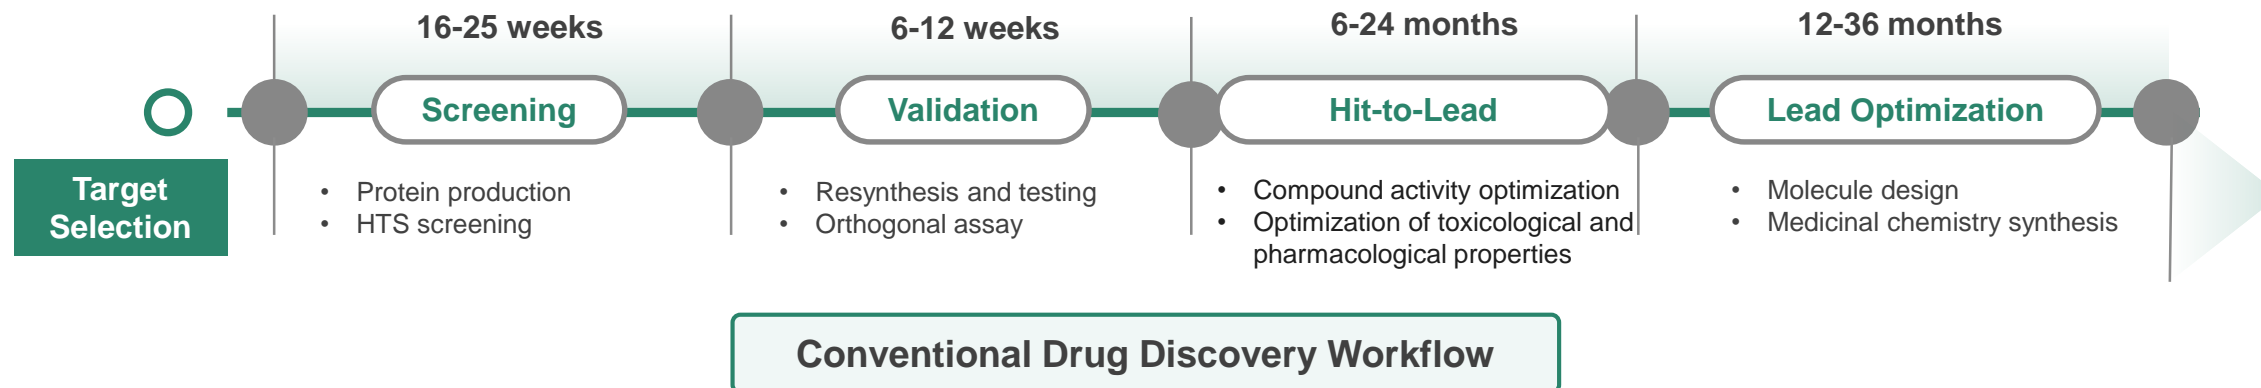 16-25 weeks
6-12 weeks
6-24 months
12-36 months
Screening
Validation
Hit-to-Lead
Lead Optimization
Target
Selection
• Protein production
• HTS screening
• Resynthesis and testing
• Orthogonal assay
• Compound activity optimization
• Optimization of toxicological and
pharmacological properties
• Molecule design
• Medicinal chemistry synthesis
Conventional Drug Discovery Workflow